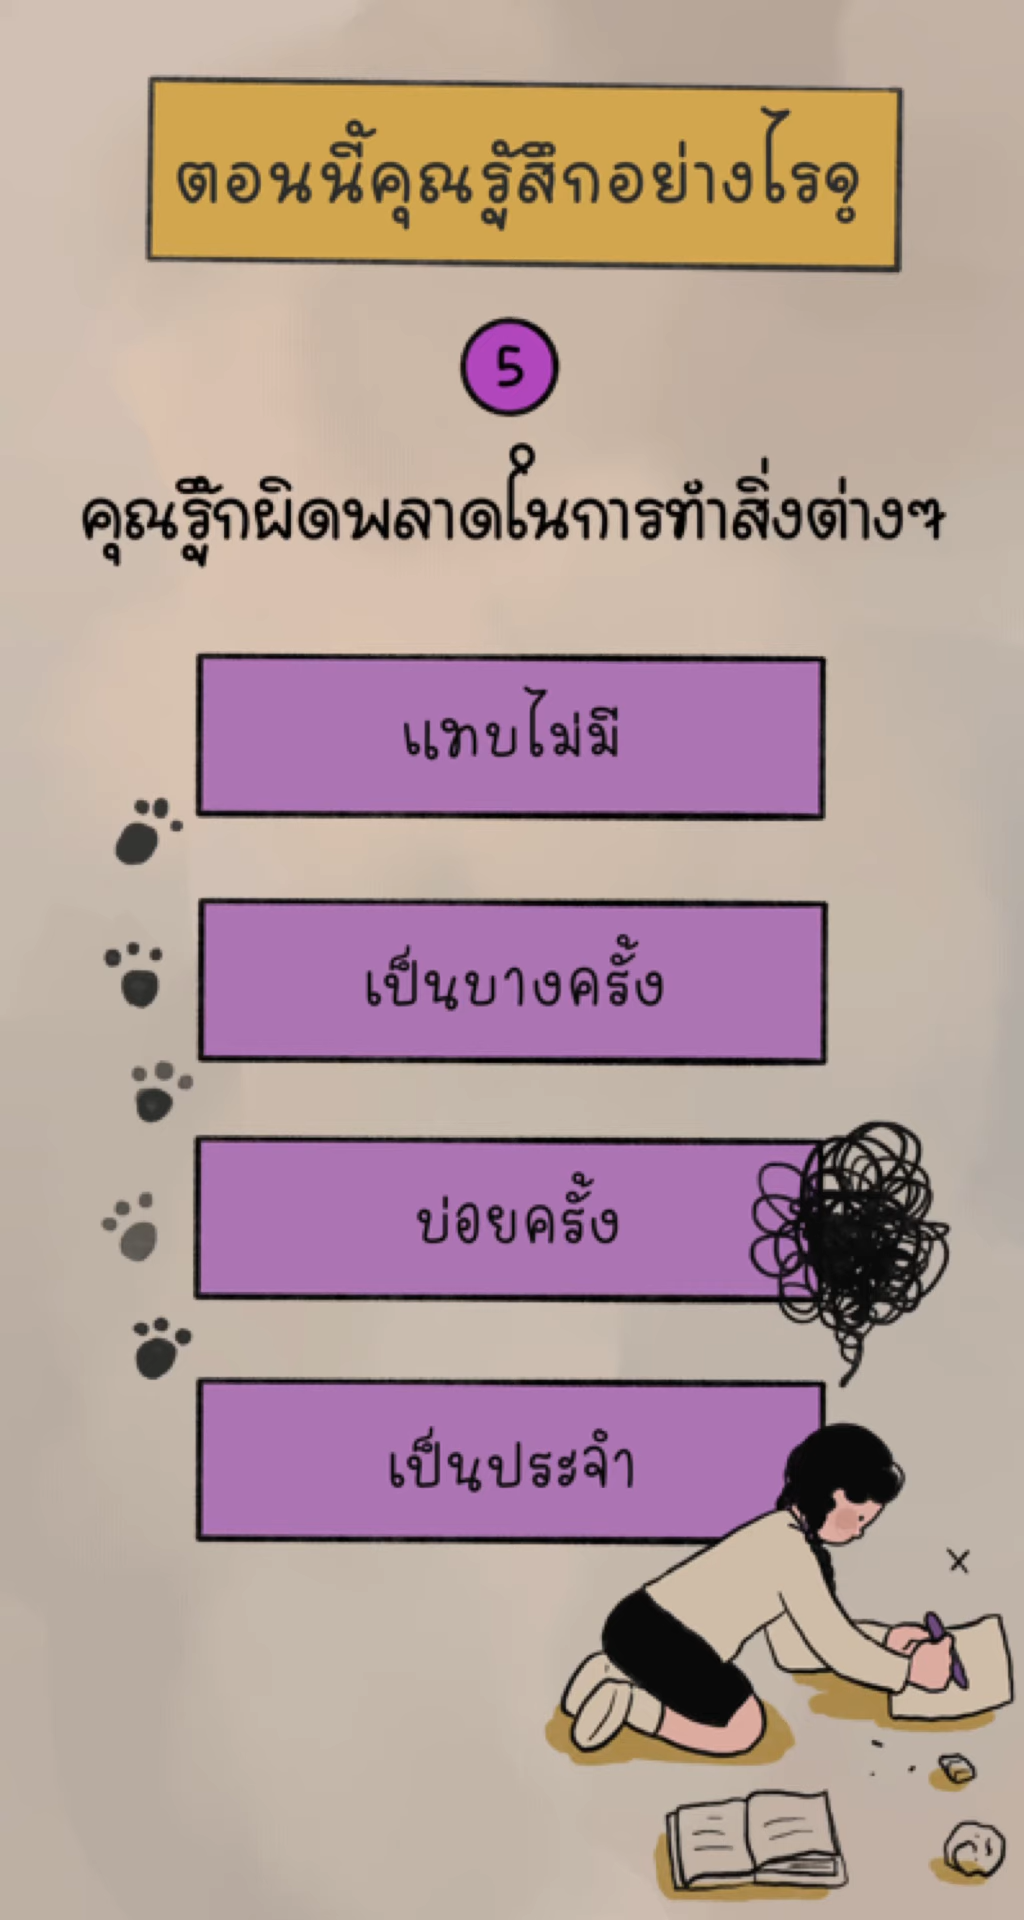 ตอนนี้คุณรู้สึกอย่างไร?
5
คุณรึู้กผิดพลาดในการทำสิ่งต่างๆ
แทบไม่มี
เป็นบางครั้ง
บ่อยครั้ง
เป็นประจำ